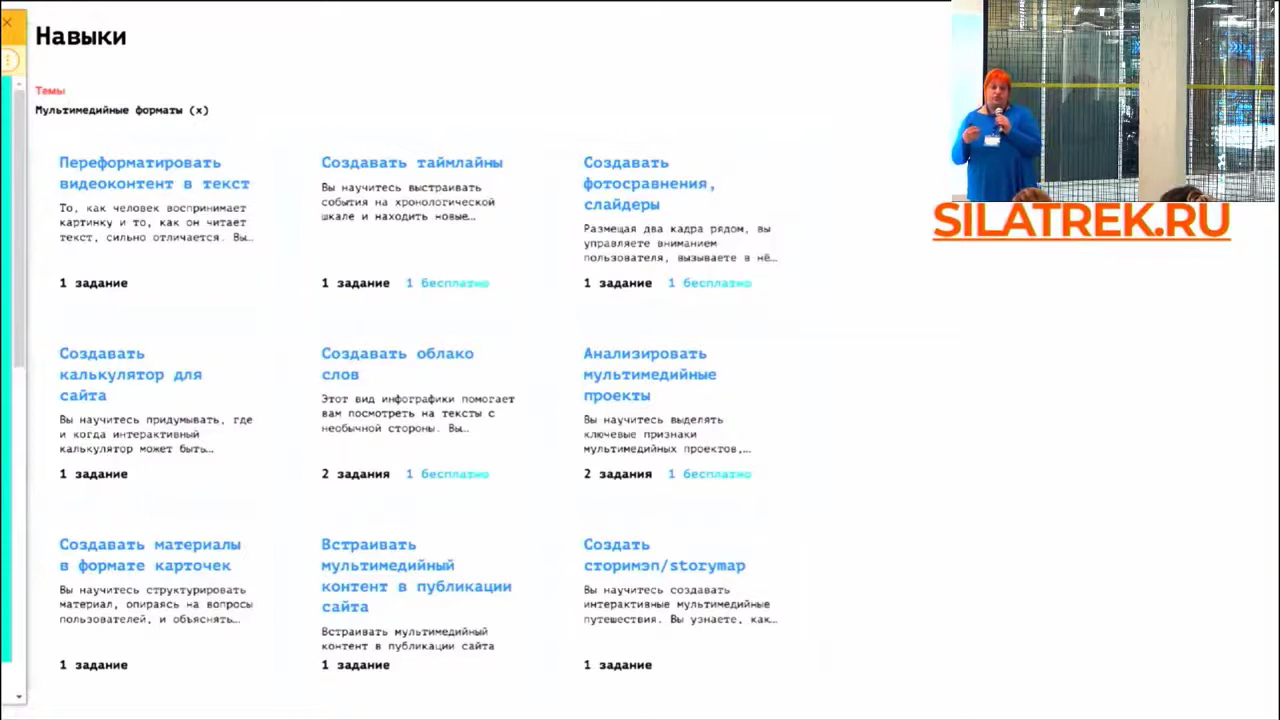 Навыки
Темы
Мультимедийные форматы (x)
Переформатировать
видеоконтент в текст
То, как человек воспринимает
картинку и то, как он читает
текст, сильно отличается. Вы…
1 задание
Создавать таймлайны
Вы научитесь выстраивать
события на хронологической
шкале и находить новые…
1 задание 1 бесплатно
Создавать
фотосравнения,
слайдеры
Размещая два кадра рядом, вы
управляете вниманием
пользователя, вызываете в нё…
1 задание 1 бесплатно
Создавать
калькулятор для
сайта
Вы научитесь придумывать, где
и когда интерактивный
калькулятор может быть…
1 задание
Создавать облако
слов
Этот вид инфографики помогает
вам посмотреть на тексты с
необычной стороны. Вы…
2 задания 1 бесплатно
Анализировать
мультимедийные
проекты
Вы научитесь выделять
ключевые признаки
мультимедийных проектов,…
2 задания 1 бесплатно
Создавать материалы
в формате карточек
Вы научитесь структурировать
материал, опираясь на вопросы
пользователей, и объяснять…
1 задание
Встраивать
мультимедийный
контент в публикации
сайта
Встраивать мультимедийный
контент в публикации сайта
1 задание
Создать
сторимэп/storymap
Вы научитесь создавать
интерактивные мультимедийные
путешествия. Вы узнаете, как…
1 задание
SILATREK.RU